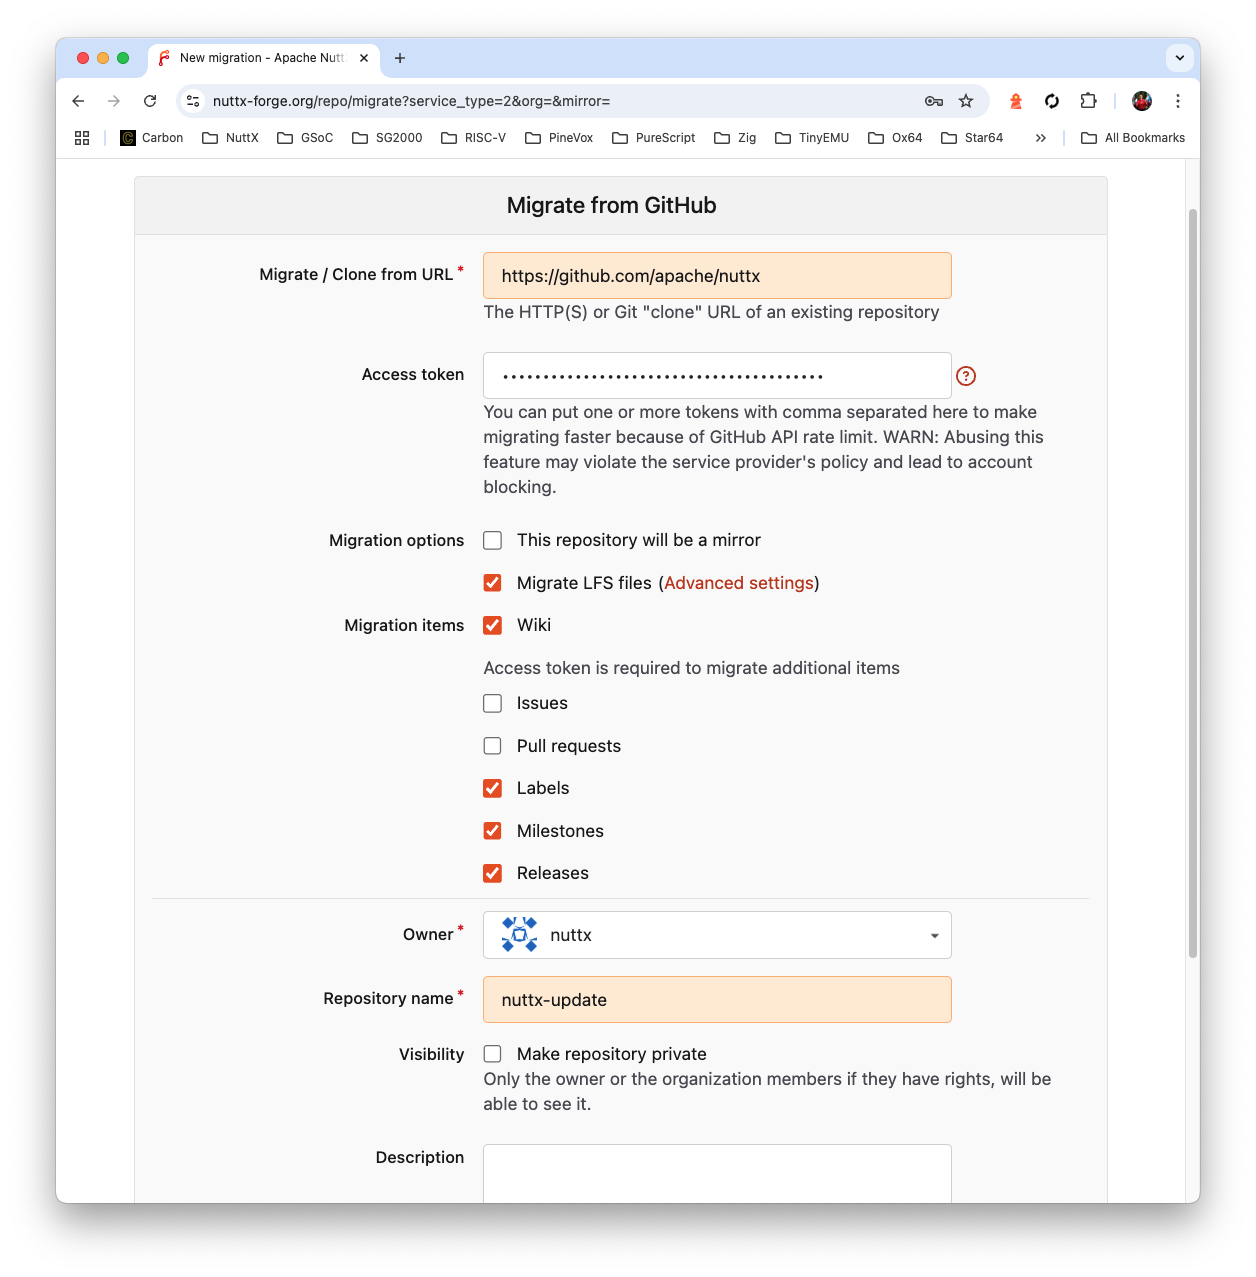 New migration - Apache Nutt
nuttx-forge.org/repo/migrate?service_type=2&org=&mirror=
Carbon NuttX GSoC SG2000 RISC-V PineVox PureScript Zig TinyEMU Ox64 Star64 » All Bookmarks
Migrate from GitHub
Migrate / Clone from URL *
https://github.com/apache/nuttx
The HTTP(S) or Git "clone" URL of an existing repository
Access token
You can put one or more tokens with comma separated here to make
migrating faster because of GitHub API rate limit. WARN: Abusing this
feature may violate the service provider's policy and lead to account
blocking.
Migration options This repository will be a mirror
Migrate LFS files (Advanced settings)
Migration items Wiki
Access token is required to migrate additional items
Issues
Pull requests
Labels
Milestones
Releases
Owner * nuttx
Repository name * nuttx-update
Visibility Make repository private
Only the owner or the organization members if they have rights, will be
able to see it.
Description